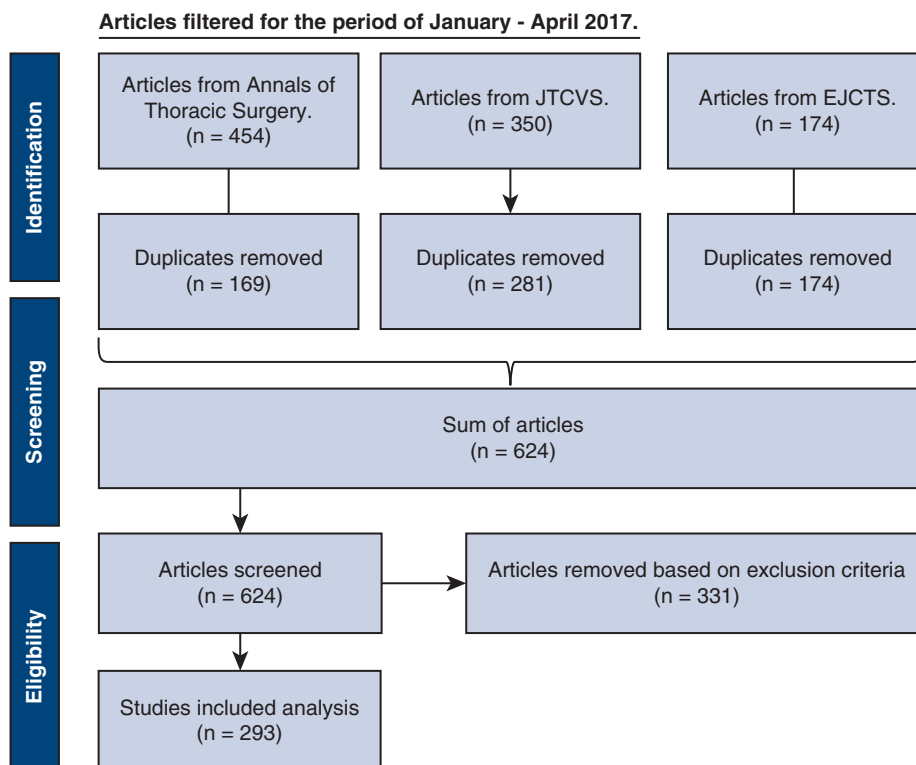 Articles filtered for the period of January - April 2017.
Identification
Articles from Annals of
Thoracic Surgery.
(n = 454)
Articles from JTCVS.
(n = 350)
Articles from EJCTS.
(n = 174)
Duplicates removed
(n = 169)
Duplicates removed
(n = 281)
Duplicates removed
(n = 174)
Screening
Sum of articles
(n = 624)
Eligibility
Articles screened
(n = 624)
Articles removed based on exclusion criteria
(n = 331)
Studies included analysis
(n = 293)